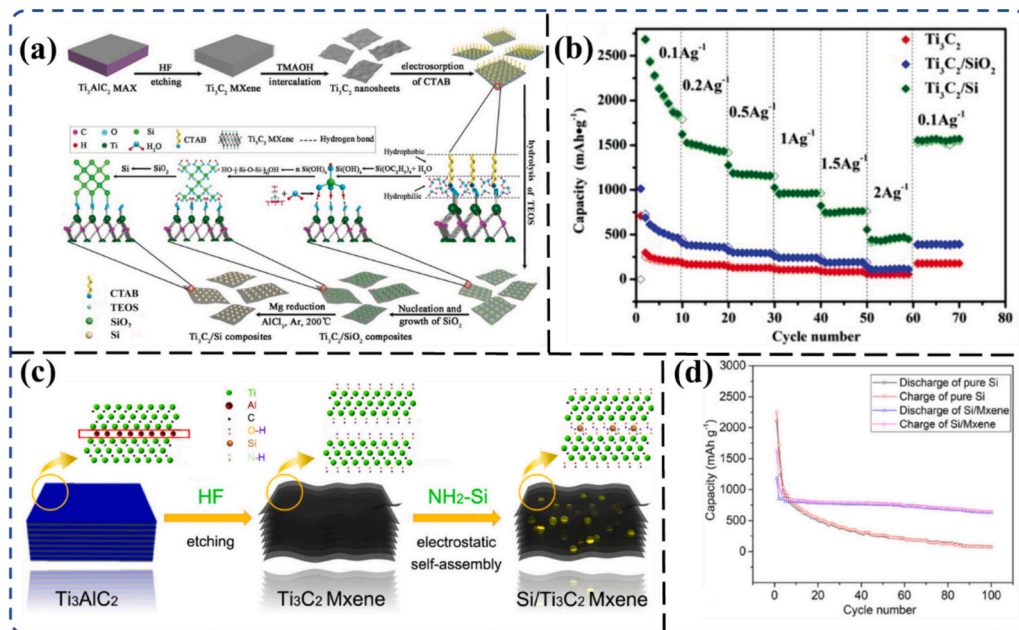 (a)
Ti₃AlC₂ MAX
HF
etching
Ti₃C₂ MXene
TMAOH
intercalation
Ti₃C₂ nanosheets
electrosorption
of CTAB
C
O
Si
CTAB
Ti₃C₂ MXene
Hydrogen bond
H
Ti
H₂O
Hydrophobic
Hydrophilic
hydrolysis of TEOS
Si
SiO₂
HO-[-Si-O-Si-]ₙOH
n Si(OH)₄
Si(OH)₄
Si(OC₂H₅)₄ + H₂O
CTAB
TEOS
SiO₂
Si
Mg reduction
AlCl₃, Ar, 200℃
Nucleation and
growth of SiO₂
Ti₃C₂/Si composites
Ti₃C₂/SiO₂ composites
(b)
Capacity (mAh•g⁻¹)
2500
2000
1500
1000
500
0
0.1Ag⁻¹
0.2Ag⁻¹
0.5Ag⁻¹
1Ag⁻¹
1.5Ag⁻¹
2Ag⁻¹
0.1Ag⁻¹
Ti₃C₂
Ti₃C₂/SiO₂
Ti₃C₂/Si
0 10 20 30 40 50 60 70 80
Cycle number
(c)
Ti
Al
C
O-H
Si
N-H
HF
etching
NH₂-Si
electrostatic
self-assembly
Ti₃AlC₂
Ti₃C₂ Mxene
Si/Ti₃C₂ Mxene
(d)
Capacity (mAh g⁻¹)
3000
2500
2000
1500
1000
500
0
Discharge of pure Si
Charge of pure Si
Discharge of Si/Mxene
Charge of Si/Mxene
0 20 40 60 80 100
Cycle number